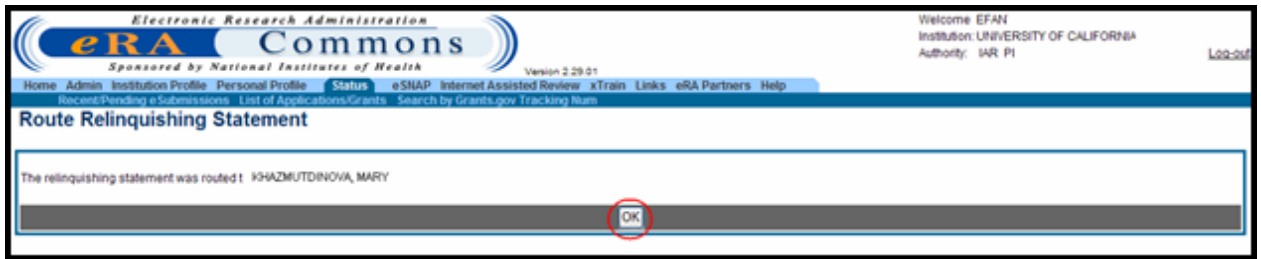 Electronic Research Administration
eRA Commons
Sponsored by National Institutes of Health
Version 2.29.01
Welcome EFAN
Institution: UNIVERSITY OF CALIFORNIA
Authority: IAR PI
Log-out
Home Admin Institution Profile Personal Profile Status eSNAP Internet Assisted Review xTrain Links eRA Partners Help
Recent/Pending eSubmissions List of Applications/Grants Search by Grants.gov Tracking Num
Route Relinquishing Statement
The relinquishing statement was routed t KHAZMUTDINOVA, MARY
OK